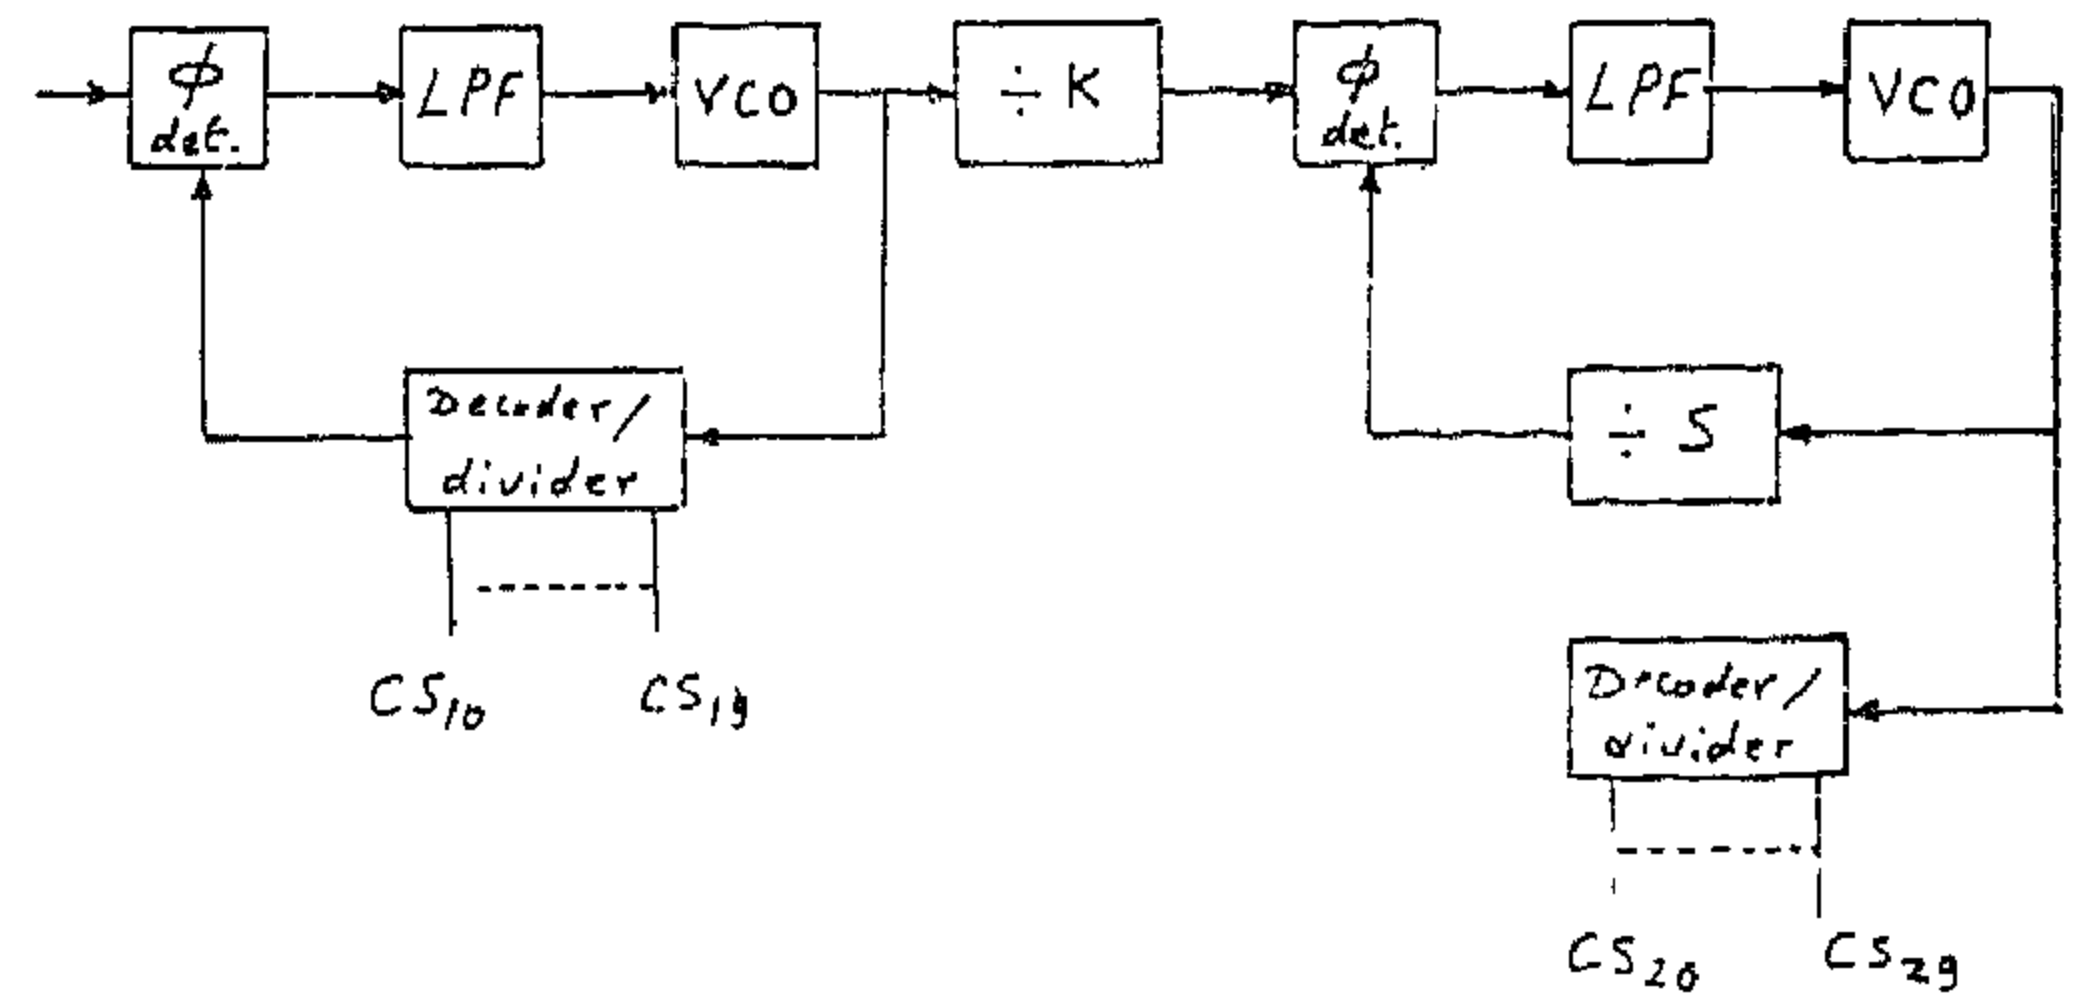 ϕ
det.
LPF
VCO
÷ K
ϕ
det.
LPF
VCO
Decoder/
divider
÷ S
CS₁₀
CS₁₉
Decoder/
divider
CS₂₀
CS₂₉